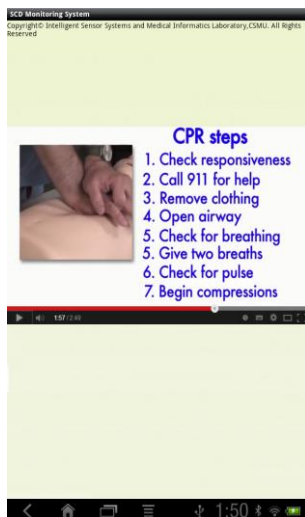 SCD Monitoring System
Copyright© Intelligent Sensor Systems and Medical Informatics Laboratory,CSMU. All Rights
Reserved
CPR steps
1. Check responsiveness
2. Call 911 for help
3. Remove clothing
4. Open airway
5. Check for breathing
5. Give two breaths
6. Check for pulse
7. Begin compressions
1:57 / 2:49
1:50